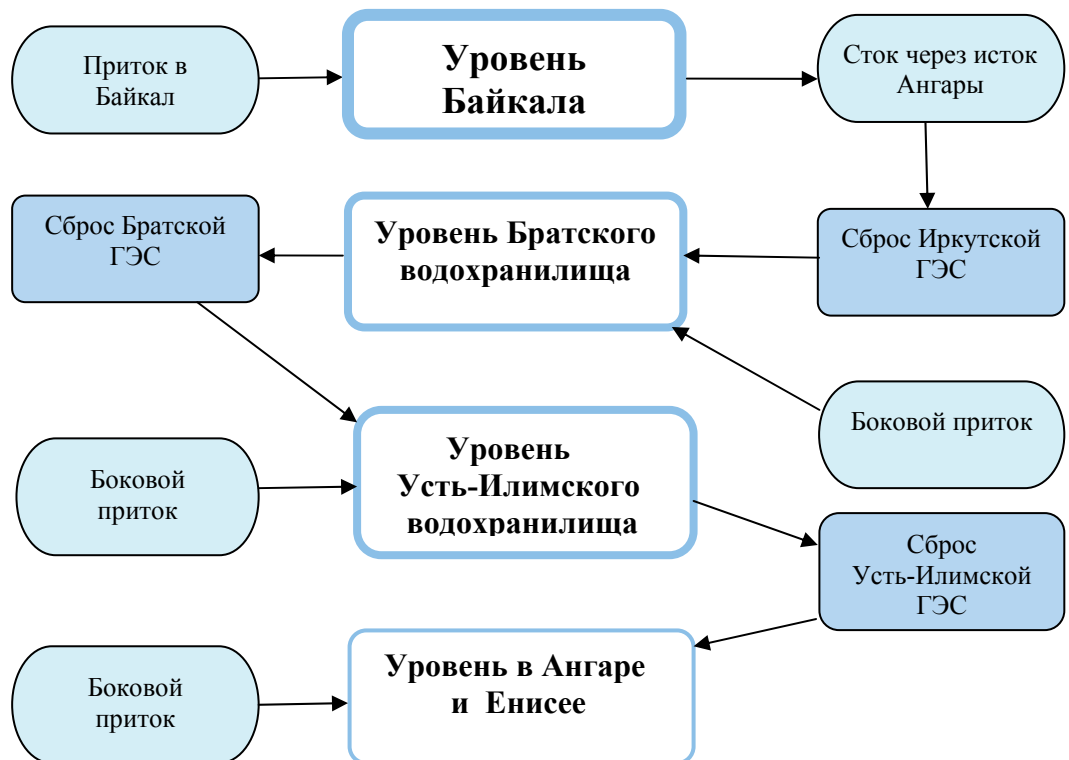 Приток в
Байкал
Уровень
Байкала
Сток через исток
Ангары
Сброс Братской
ГЭС
Уровень Братского
водохранилища
Сброс Иркутской
ГЭС
Боковой приток
Боковой
приток
Уровень
Усть-Илимского
водохранилища
Сброс
Усть-Илимской
ГЭС
Боковой
приток
Уровень в Ангаре
и Енисее